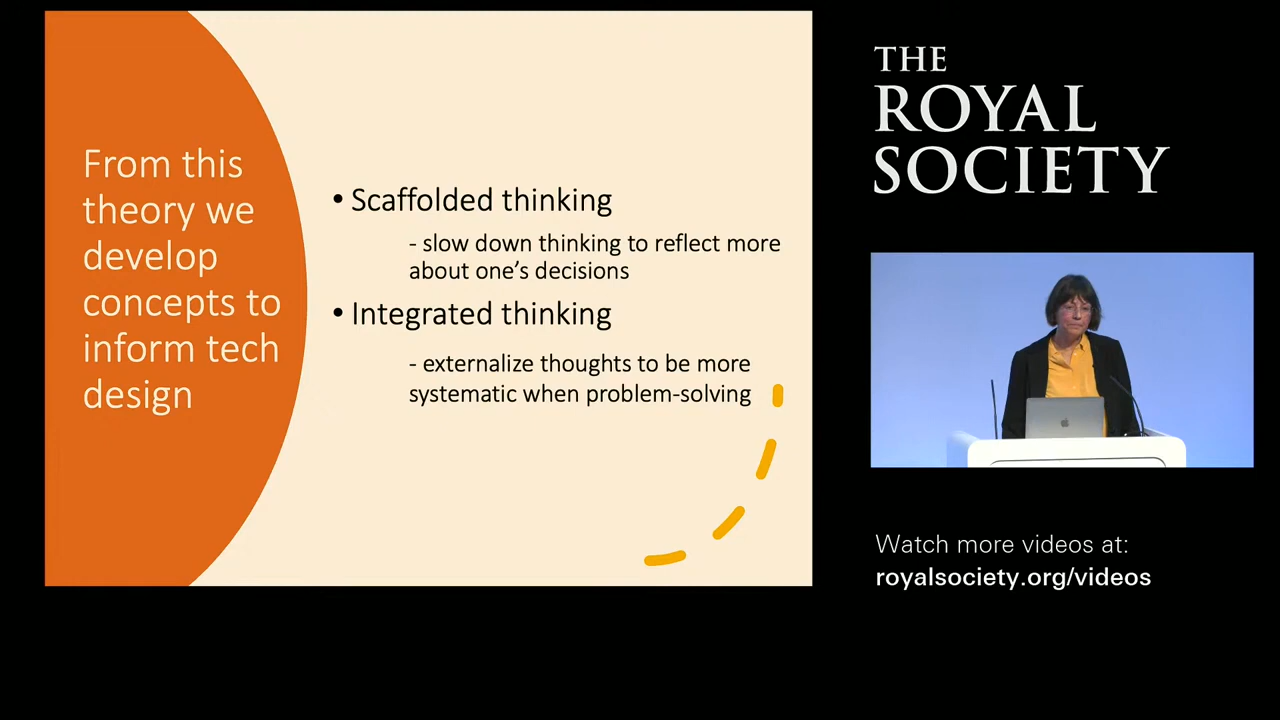 From this
theory we
develop
concepts to
inform tech
design
• Scaffolded thinking
- slow down thinking to reflect more
about one's decisions
• Integrated thinking
- externalize thoughts to be more
systematic when problem-solving
THE
ROYAL
SOCIETY
Watch more videos at:
royalsociety.org/videos